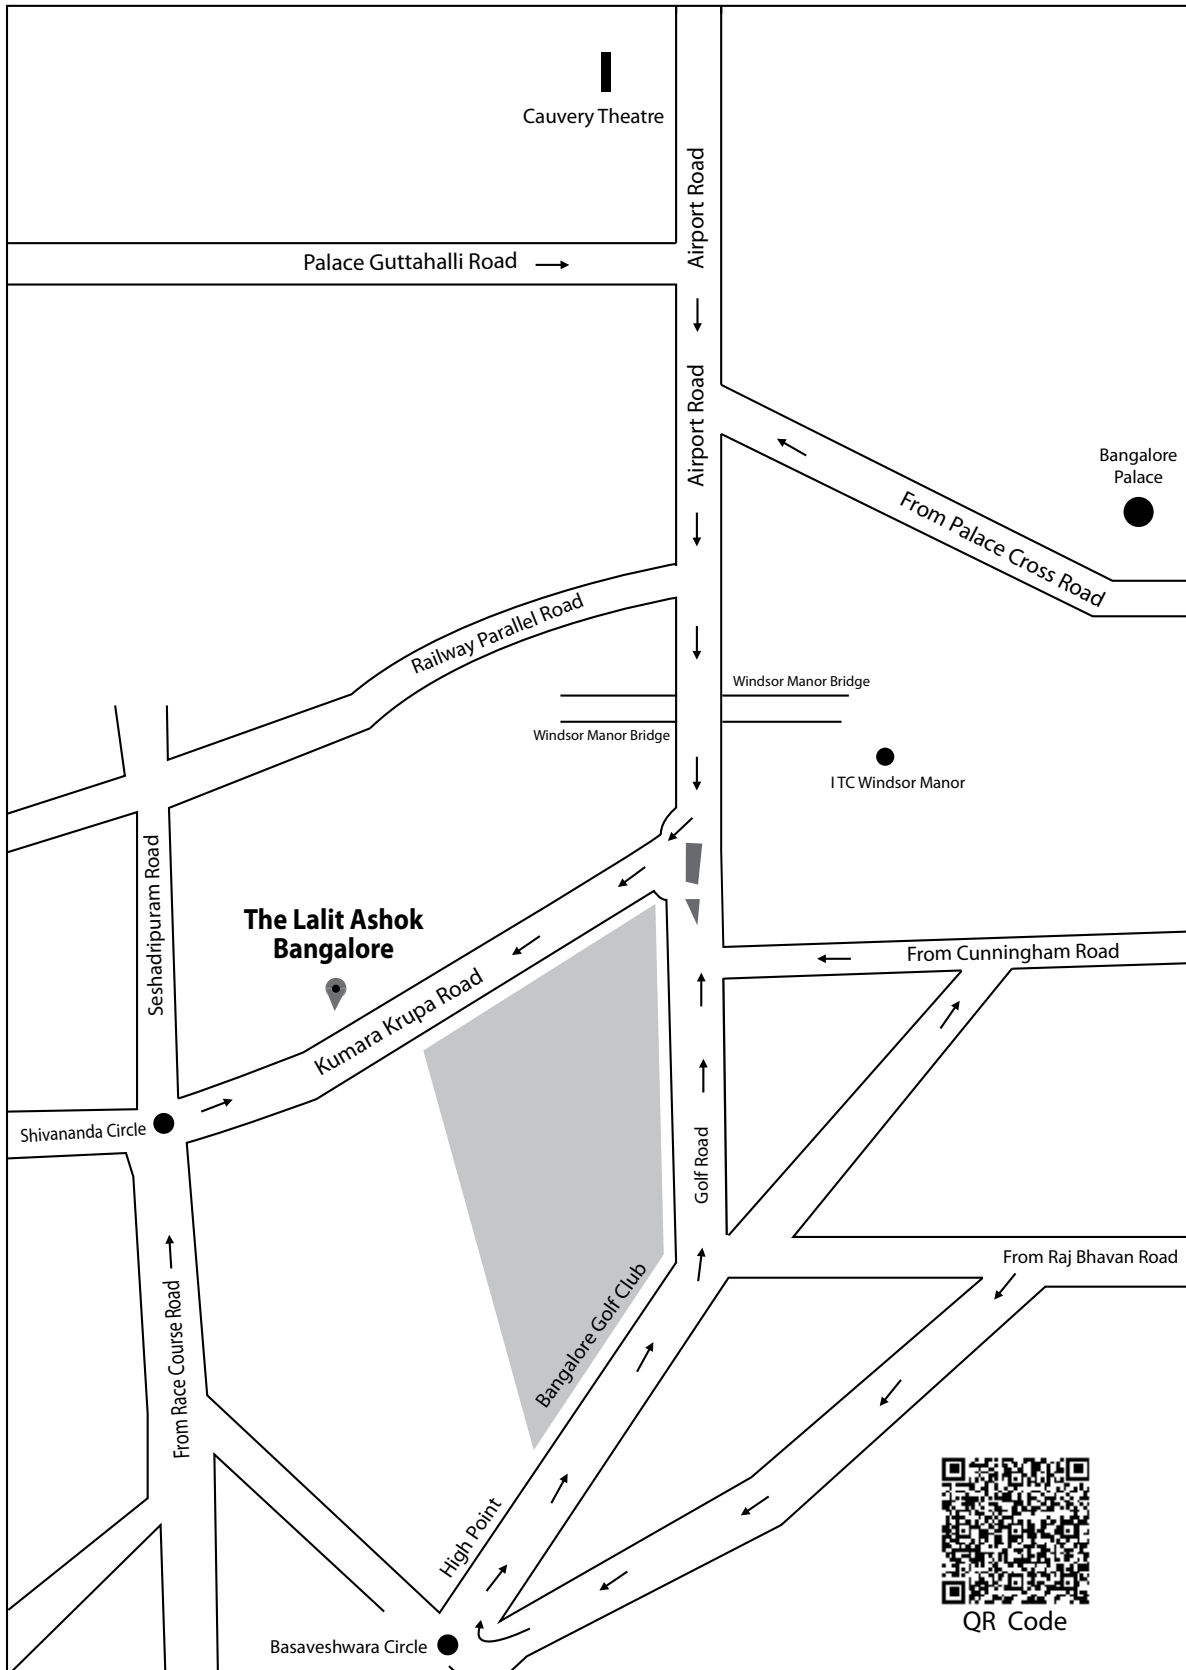 Cauvery Theatre
Airport Road
Palace Guttahalli Road
Airport Road
Bangalore
Palace
From Palace Cross Road
Railway Parallel Road
Windsor Manor Bridge
Windsor Manor Bridge
ITC Windsor Manor
Seshadripuram Road
The Lalit Ashok
Bangalore
From Cunningham Road
Kumara Krupa Road
Shivananda Circle
Golf Road
From Raj Bhavan Road
Bangalore Golf Club
From Race Course Road
High Point
QR Code
Basaveshwara Circle